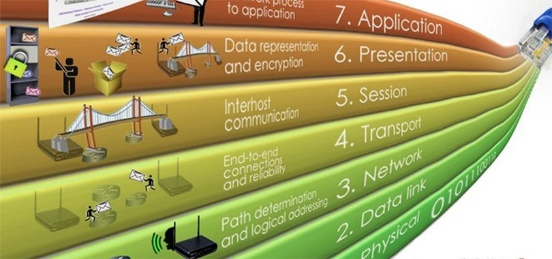 to application
7. Application
Data representation
and encryption
6. Presentation
Interhost
communication
5. Session
End-to-end
connections
and reliability
4. Transport
Path determination
and logical addressing
3. Network
2. Data link
Physical
0101110010